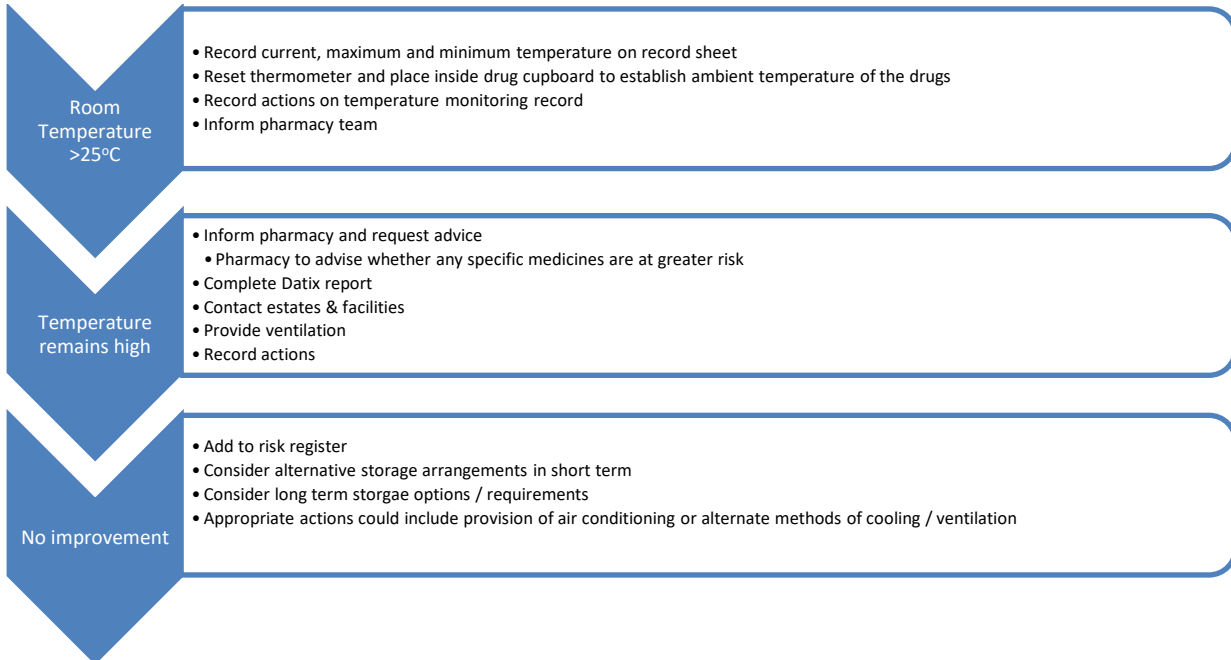 Room
Temperature
>25ºC
• Record current, maximum and minimum temperature on record sheet
• Reset thermometer and place inside drug cupboard to establish ambient temperature of the drugs
• Record actions on temperature monitoring record
• Inform pharmacy team
Temperature
remains high
• Inform pharmacy and request advice
• Pharmacy to advise whether any specific medicines are at greater risk
• Complete Datix report
• Contact estates & facilities
• Provide ventilation
• Record actions
No improvement
• Add to risk register
• Consider alternative storage arrangements in short term
• Consider long term storgae options / requirements
• Appropriate actions could include provision of air conditioning or alternate methods of cooling / ventilation